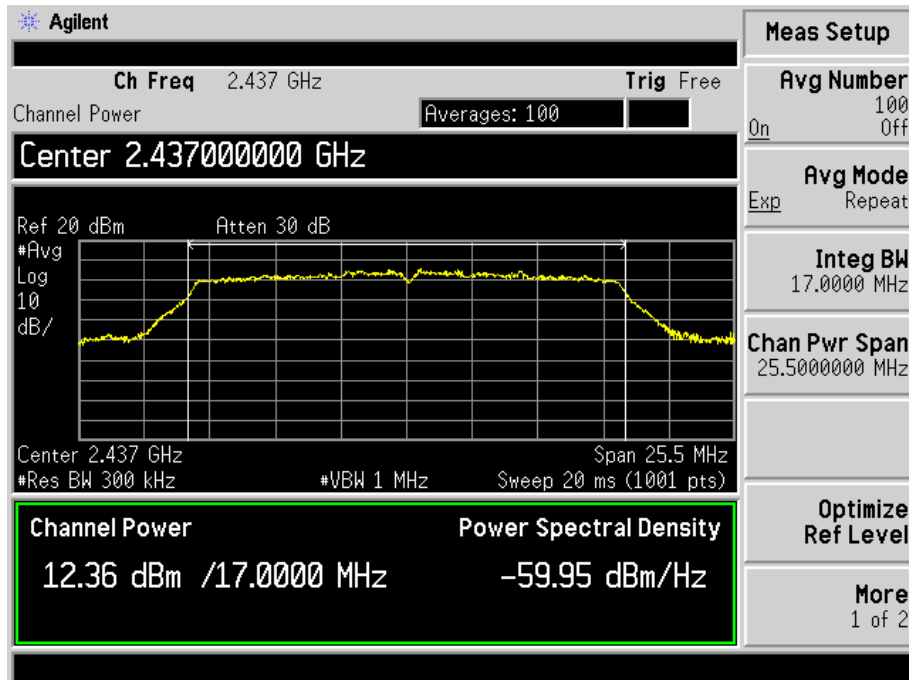 Agilent
Meas Setup
Ch Freq 2.437 GHz Trig Free
Channel Power Averages: 100
Center 2.437000000 GHz
Ref 20 dBm Atten 30 dB
#Avg
Log
10
dB/
Center 2.437 GHz Span 25.5 MHz
#Res BW 300 kHz #VBW 1 MHz Sweep 20 ms (1001 pts)
Channel Power Power Spectral Density
12.36 dBm /17.0000 MHz -59.95 dBm/Hz
Avg Number
100
On Off
Avg Mode
Exp Repeat
Integ BW
17.0000 MHz
Chan Pwr Span
25.5000000 MHz
Optimize
Ref Level
More
1 of 2